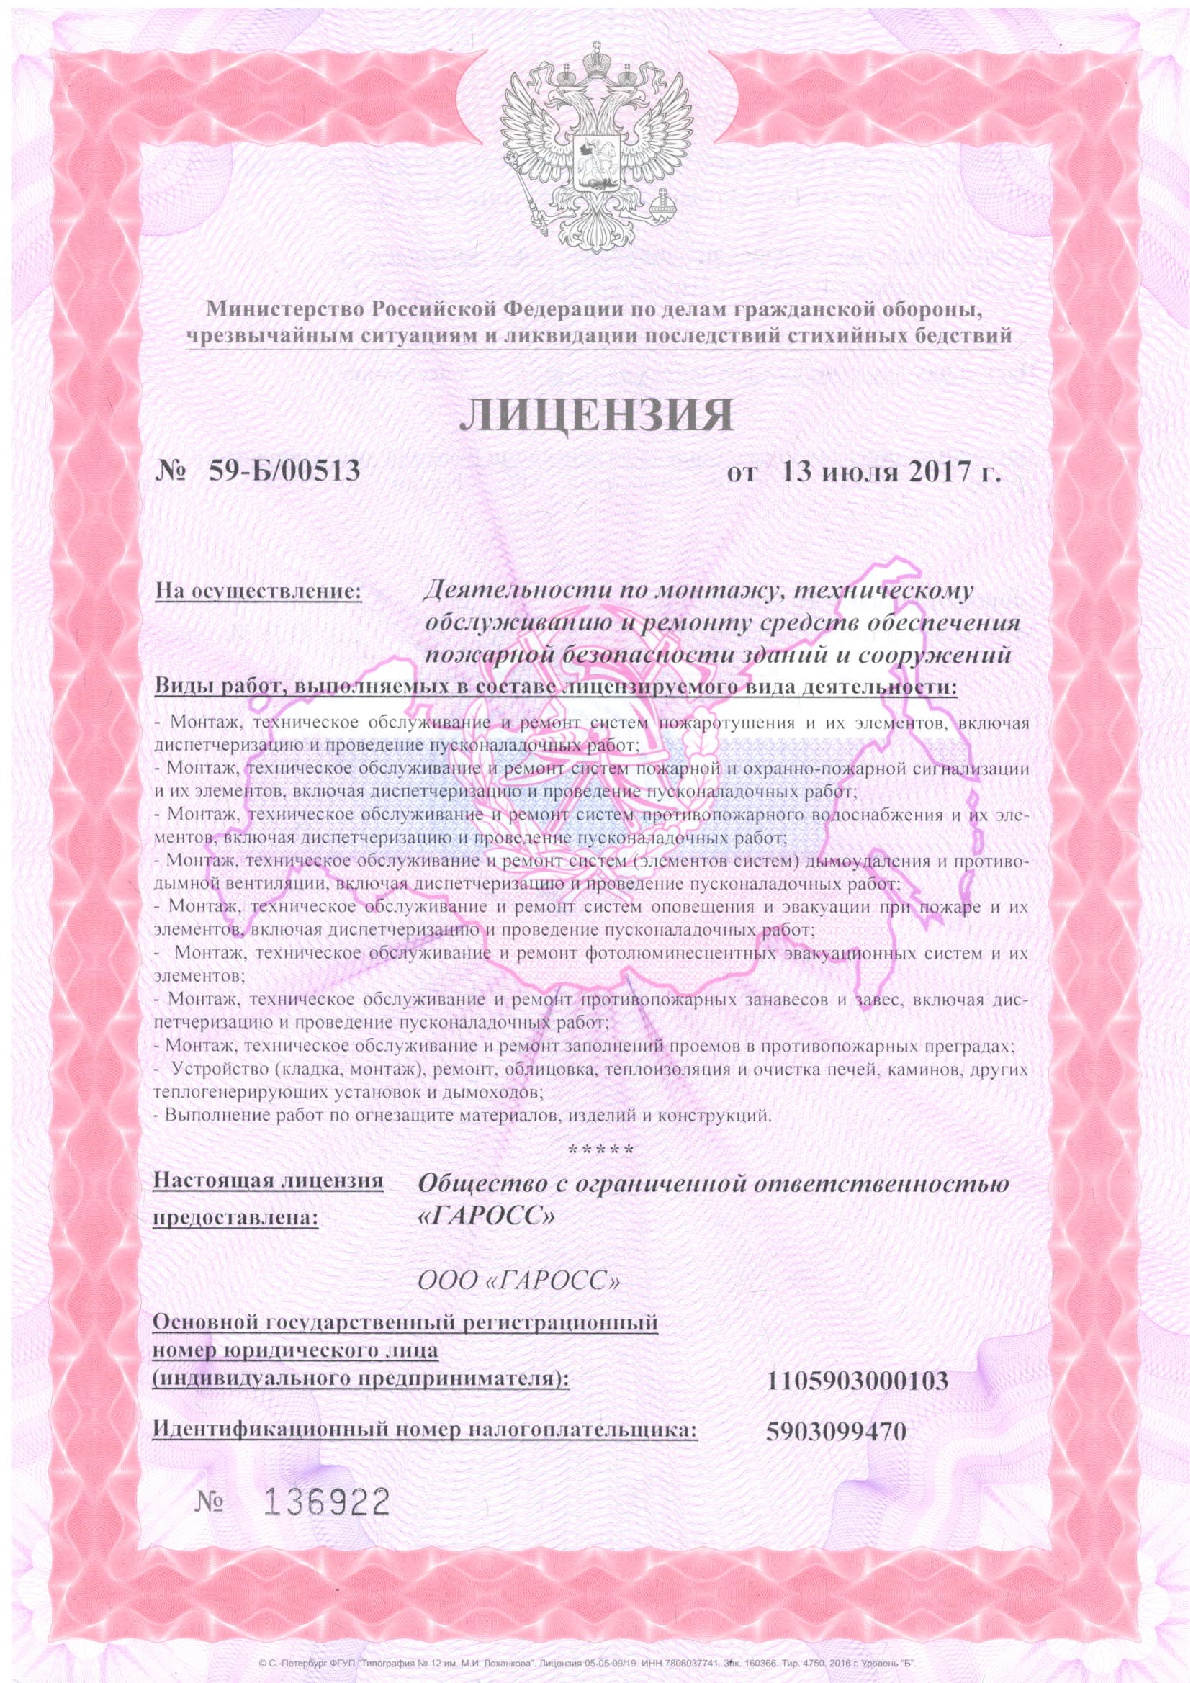 Министерство Российской Федерации по делам гражданской обороны,
чрезвычайным ситуациям и ликвидации последствий стихийных бедствий
ЛИЦЕНЗИЯ
№ 59-Б/00513 от 13 июля 2017 г.
На осуществление: Деятельности по монтажу, техническому
обслуживанию и ремонту средств обеспечения
пожарной безопасности зданий и сооружений
Виды работ, выполняемых в составе лицензируемого вида деятельности:
- Монтаж, техническое обслуживание и ремонт систем пожаротушения и их элементов, включая
диспетчеризацию и проведение пусконаладочных работ;
- Монтаж, техническое обслуживание и ремонт систем пожарной и охранно-пожарной сигнализации
и их элементов, включая диспетчеризацию и проведение пусконаладочных работ;
- Монтаж, техническое обслуживание и ремонт систем противопожарного водоснабжения и их эле-
ментов, включая диспетчеризацию и проведение пусконаладочных работ;
- Монтаж, техническое обслуживание и ремонт систем (элементов систем) дымоудаления и противо-
дымной вентиляции, включая диспетчеризацию и проведение пусконаладочных работ;
- Монтаж, техническое обслуживание и ремонт систем оповещения и эвакуации при пожаре и их
элементов, включая диспетчеризацию и проведение пусконаладочных работ;
- Монтаж, техническое обслуживание и ремонт фотолюминесцентных эвакуационных систем и их
элементов;
- Монтаж, техническое обслуживание и ремонт противопожарных занавесов и завес, включая дис-
петчеризацию и проведение пусконаладочных работ;
- Монтаж, техническое обслуживание и ремонт заполнений проемов в противопожарных преградах;
- Устройство (кладка, монтаж), ремонт, облицовка, теплоизоляция и очистка печей, каминов, других
теплогенерирующих установок и дымоходов;
- Выполнение работ по огнезащите материалов, изделий и конструкций.
*****
Настоящая лицензия Общество с ограниченной ответственностью
предоставлена: «ГАРОСС»
ООО «ГАРОСС»
Основной государственный регистрационный
номер юридического лица
(индивидуального предпринимателя): 1105903000103
Идентификационный номер налогоплательщика: 5903099470
№ 136922
© С.-Петербург ФГУП "Типография № 12 им. М.И. Лоханкова". Лицензия 05-05-09/19. ИНН 7806037741. Зак. 160366. Тир. 4750, 2016 г. Уровень "Б".